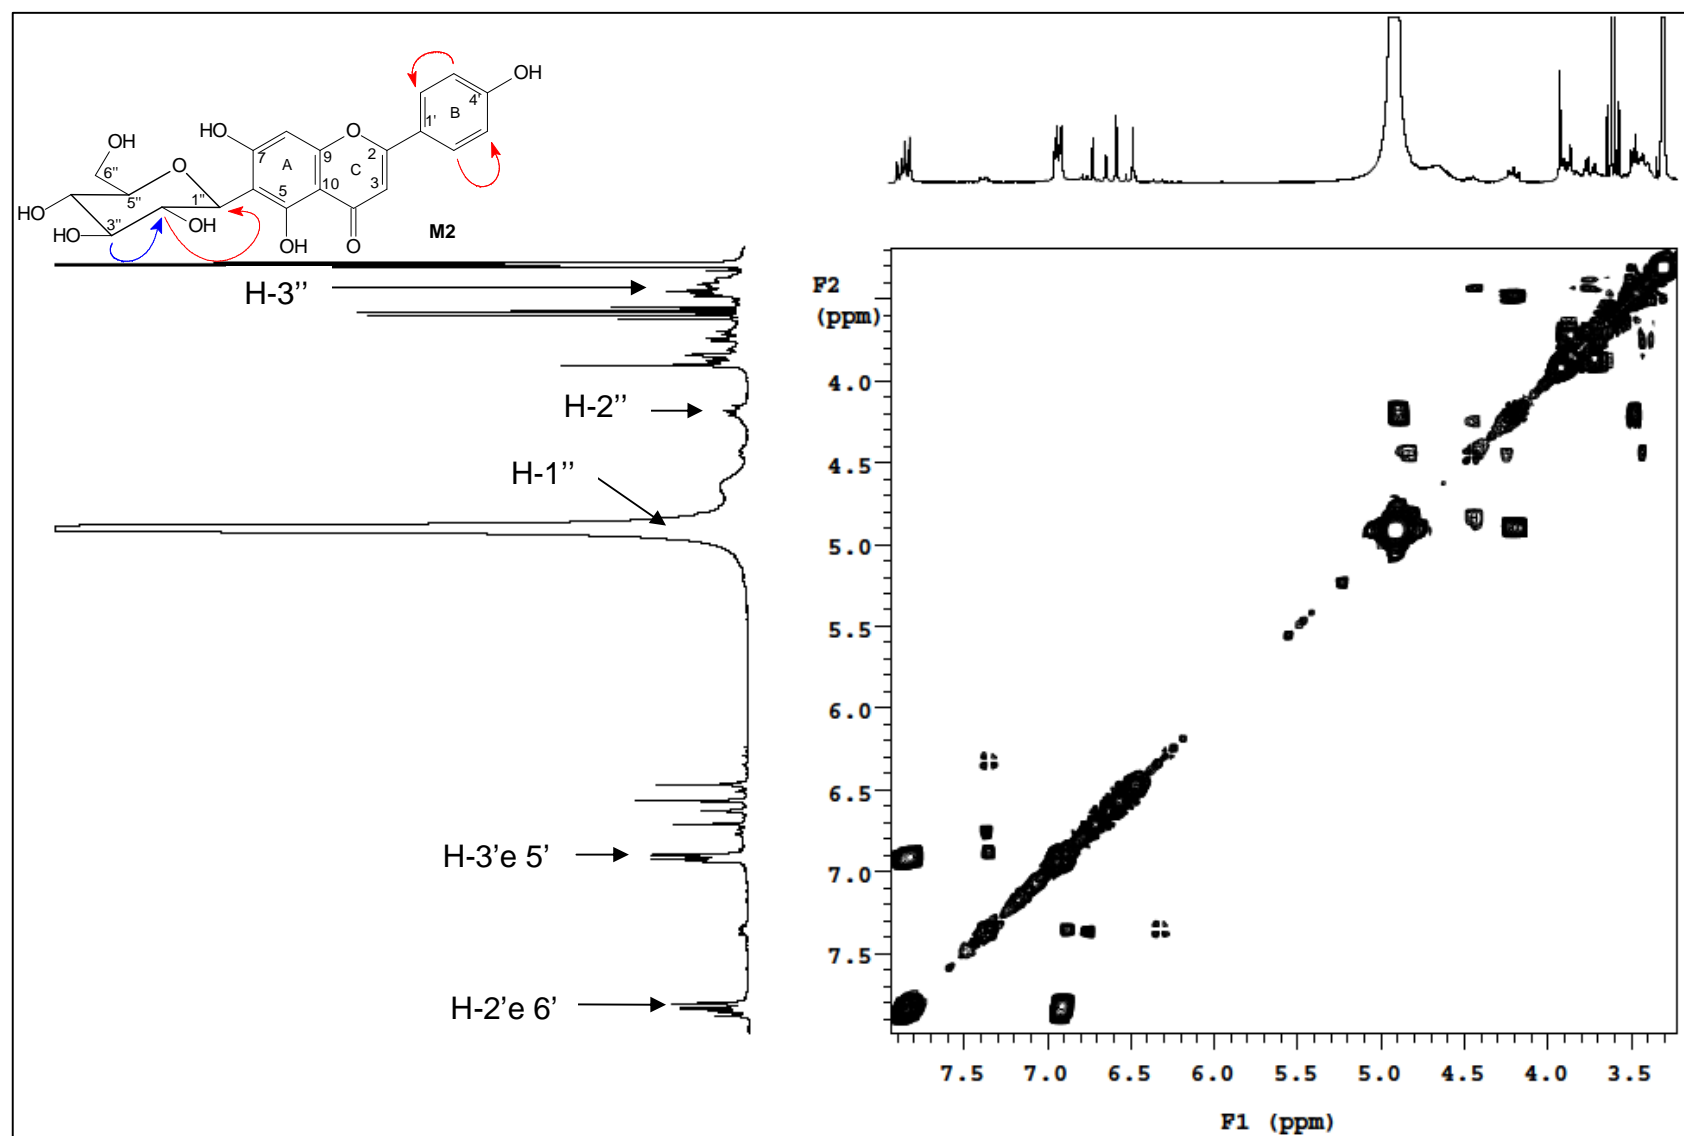 OH
4'
B
1'
HO
O
7
9
2
A
C
OH
6''
O
10
3
5
5''
1''
HO
OH
HO
3''
OH
O
M2
H-3’’
H-2’’
H-1’’
H-3’e 5’
H-2’e 6’
F2
(ppm)
4.0
4.5
5.0
5.5
6.0
6.5
7.0
7.5
7.5 7.0 6.5 6.0 5.5 5.0 4.5 4.0 3.5
F1 (ppm)